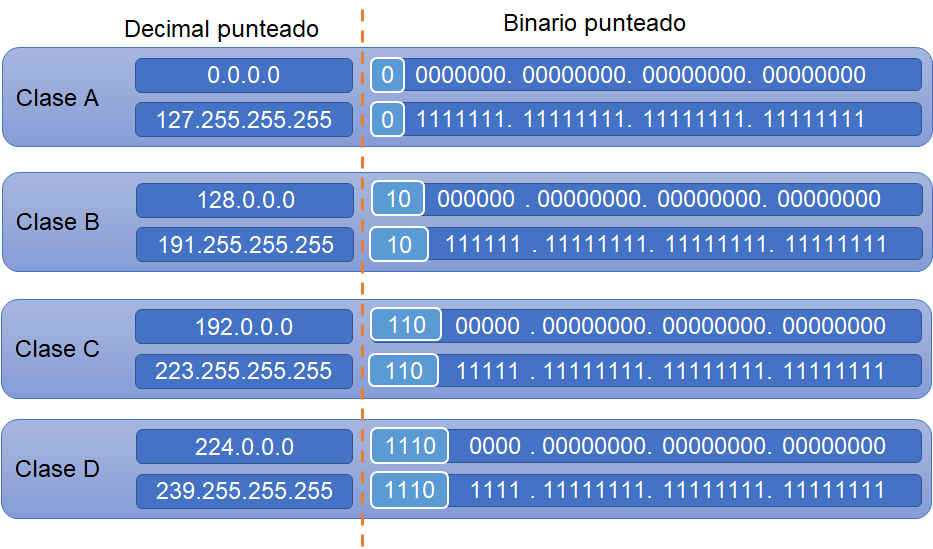 Decimal punteado Binario punteado
Clase A
0.0.0.0 0 0000000. 00000000. 00000000. 00000000
127.255.255.255 0 1111111. 11111111. 11111111. 11111111
Clase B
128.0.0.0 10 000000 . 00000000. 00000000. 00000000
191.255.255.255 10 111111 . 11111111. 11111111. 11111111
Clase C
192.0.0.0 110 00000 . 00000000. 00000000. 00000000
223.255.255.255 110 11111 . 11111111. 11111111. 11111111
Clase D
224.0.0.0 1110 0000 . 00000000. 00000000. 00000000
239.255.255.255 1110 1111 . 11111111. 11111111. 11111111